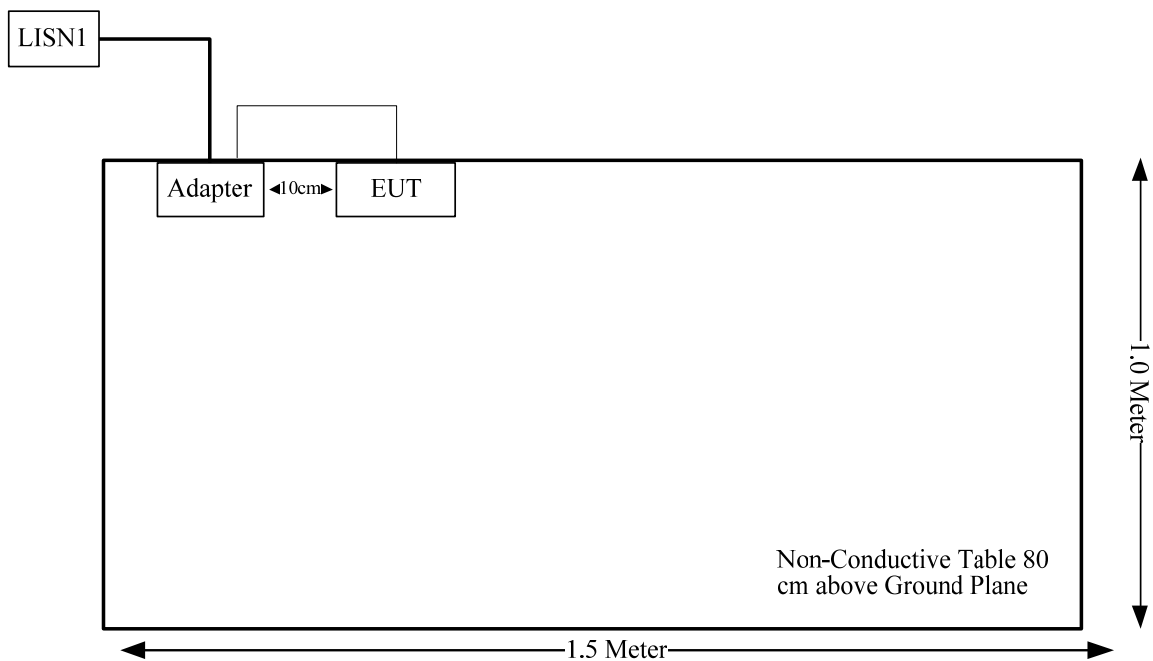 LISN1
Adapter
10cm
EUT
1.0 Meter
Non-Conductive Table 80
cm above Ground Plane
1.5 Meter